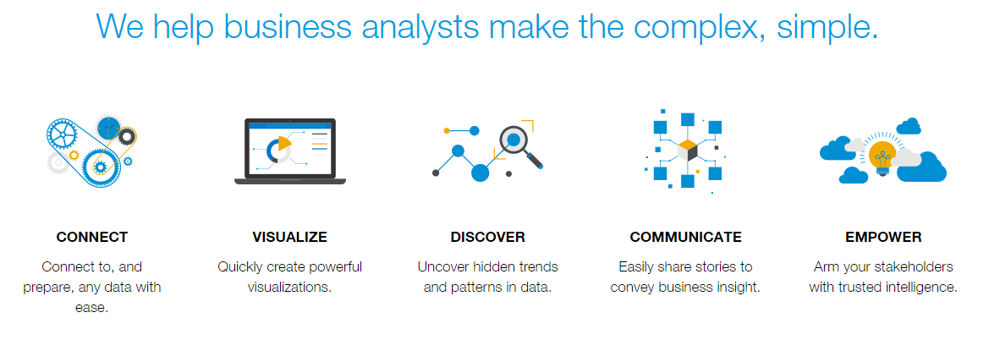 We help business analysts make the complex, simple.
CONNECT
Connect to, and
prepare, any data with
ease.
VISUALIZE
Quickly create powerful
visualizations.
DISCOVER
Uncover hidden trends
and patterns in data.
COMMUNICATE
Easily share stories to
convey business insight.
EMPOWER
Arm your stakeholders
with trusted intelligence.